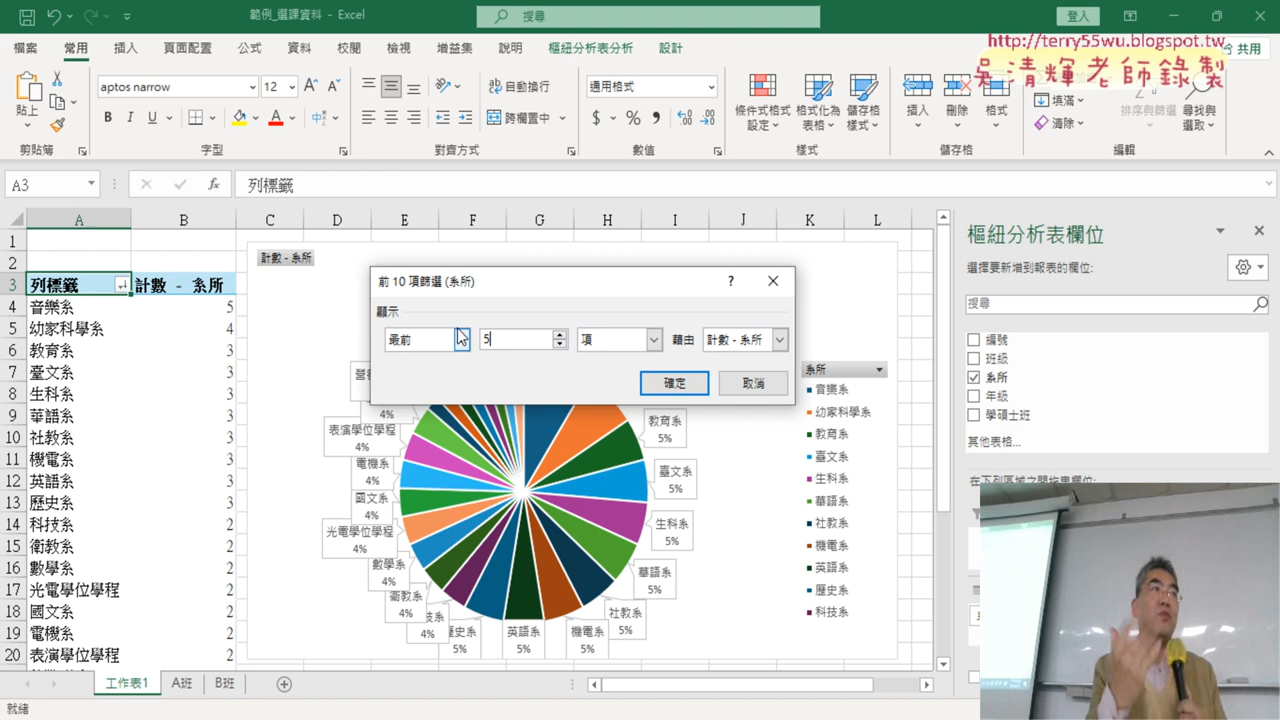 範例_選課資料 - Excel
搜尋
登入
檔案 常用 插入 頁面配置 公式 資料 校閱 檢視 增益集 說明 樞紐分析表分析 設計
http://terry55wu.blogspot.tw
共用
吳清輝老師錄製
貼上
aptos narrow 12
B I U
自動換行
跨欄置中
通用格式
條件式格式設定
格式化為表格
儲存格樣式
插入
刪除
格式
填滿
清除
排序與篩選
尋找與選取
剪貼簿 字型 對齊方式 數值 樣式 儲存格 編輯
A3
列標籤
A B C D E F G H I J K L
1
2
3 列標籤 計數 - 系所
4 音樂系 5
5 幼家科學系 4
6 教育系 3
7 臺文系 3
8 生科系 3
9 華語系 3
10 社教系 3
11 機電系 3
12 英語系 3
13 歷史系 3
14 科技系 2
15 衛教系 2
16 數學系 2
17 光電學位學程 2
18 國文系 2
19 電機系 2
20 表演學位學程 2
計數 - 系所
前 10 項篩選 (系所)
顯示
最前 5 項 藉由 計數 - 系所
確定 取消
4%
表演學位學程
4%
電機系
4%
國文系
4%
光電學位學程
4%
數學系
4%
衛教系
4%
技系
4%
歷史系
5%
英語系
5%
機電系
5%
社教系
5%
華語系
5%
生科系
5%
臺文系
5%
教育系
5%
系所
音樂系
幼家科學系
教育系
臺文系
生科系
華語系
社教系
機電系
英語系
歷史系
科技系
樞紐分析表欄位
選擇要新增到報表的欄位:
搜尋
編號
班級
系所
年級
學碩士班
其他表格...
工作表1 A班 B班
就緒